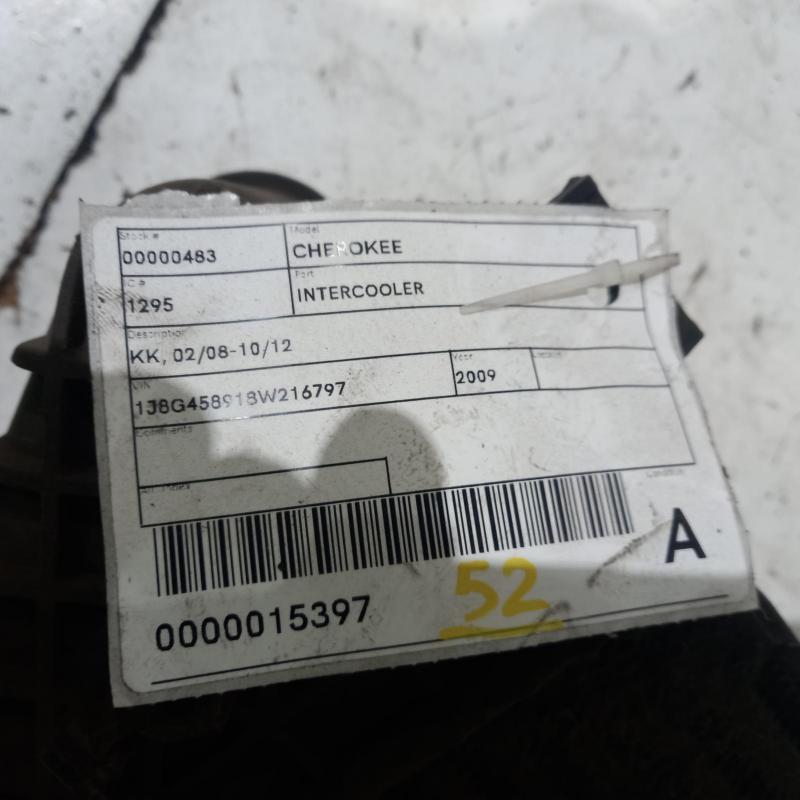 Stock # Model
00000483 CHEROKEE
Part
1295 INTERCOOLER
Description
KK, 02/08-10/12
VIN Year
1J8G458918W216797 2009
Comments
Condition
A
0000015397
52